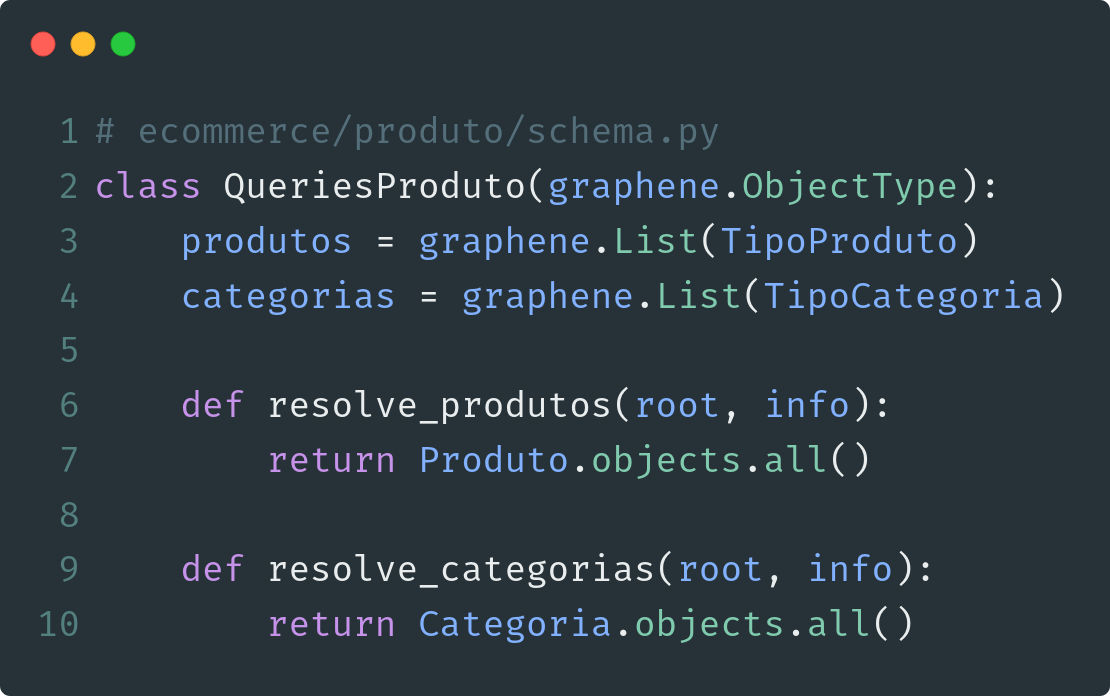 1 # ecommerce/produto/schema.py
2 class QueriesProduto(graphene.ObjectType):
3     produtos = graphene.List(TipoProduto)
4     categorias = graphene.List(TipoCategoria)
5
6     def resolve_produtos(root, info):
7         return Produto.objects.all()
8
9     def resolve_categorias(root, info):
10         return Categoria.objects.all()